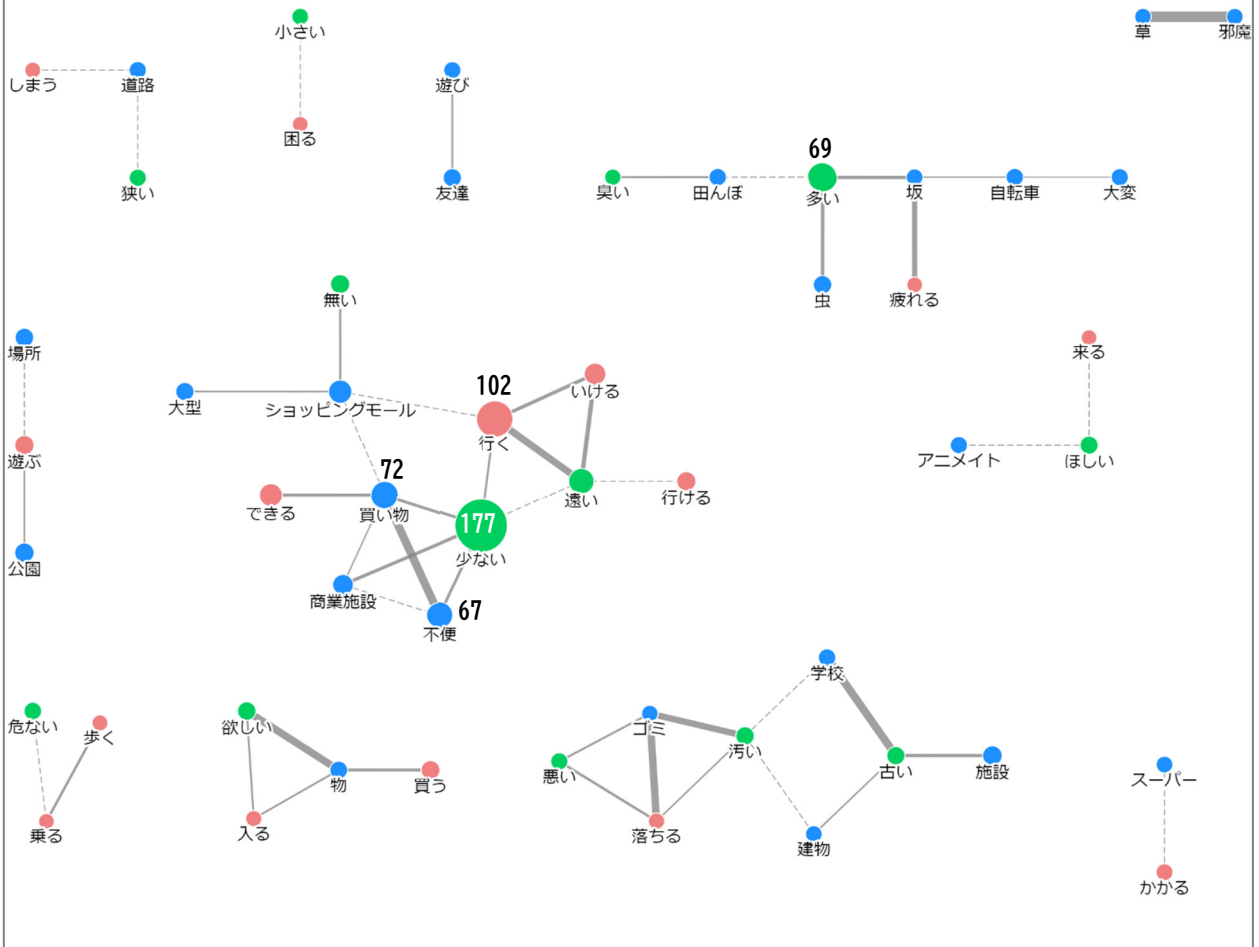 小さい
草
邪魔
しまう
道路
遊び
困る
69
狭い
友達
臭い
田んぼ
多い
坂
自転車
大変
無い
虫
疲れる
場所
来る
大型
ショッピングモール
102
いける
行く
遊ぶ
アニメイト
ほしい
72
できる
買い物
遠い
行ける
177
少ない
公園
商業施設
67
不便
学校
危ない
歩く
欲しい
ゴミ
汚い
悪い
物
買う
古い
施設
スーパー
乗る
入る
落ちる
建物
かかる